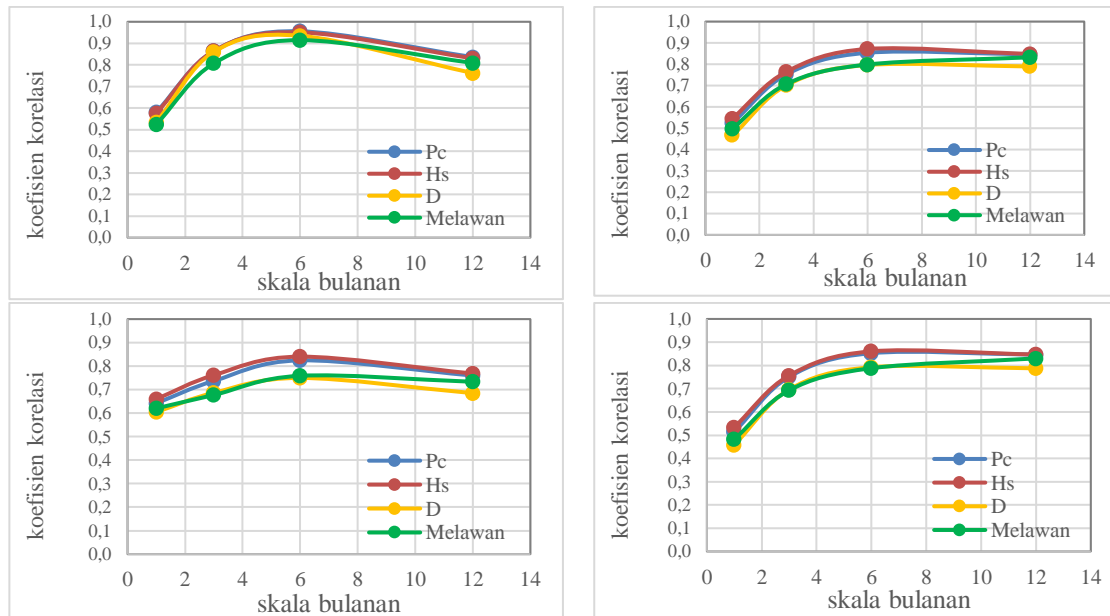 koefisien korelasi
1,0
0,9
0,8
0,7
0,6
0,5
0,4
0,3
0,2
0,1
0,0
Pc
Hs
D
Melawan
0 2 4 6 8 10 12 14
skala bulanan
koefisien korelasi
1,0
0,9
0,8
0,7
0,6
0,5
0,4
0,3
0,2
0,1
0,0
Pc
Hs
D
Melawan
0 2 4 6 8 10 12 14
skala bulanan
koefisien korelasi
1,0
0,9
0,8
0,7
0,6
0,5
0,4
0,3
0,2
0,1
0,0
Pc
Hs
D
Melawan
0 2 4 6 8 10 12 14
skala bulanan
koefisien korelasi
1,0
0,9
0,8
0,7
0,6
0,5
0,4
0,3
0,2
0,1
0,0
Pc
Hs
D
Melawan
0 2 4 6 8 10 12 14
skala bulanan